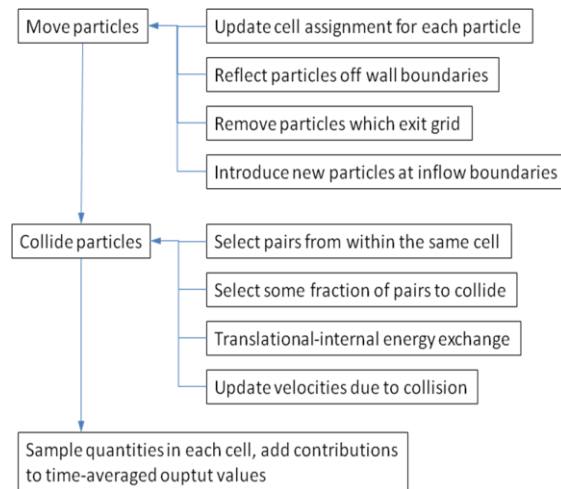 Move particles
Update cell assignment for each particle
Reflect particles off wall boundaries
Remove particles which exit grid
Introduce new particles at inflow boundaries
Collide particles
Select pairs from within the same cell
Select some fraction of pairs to collide
Translational-internal energy exchange
Update velocities due to collision
Sample quantities in each cell, add contributions
to time-averaged ouptut values